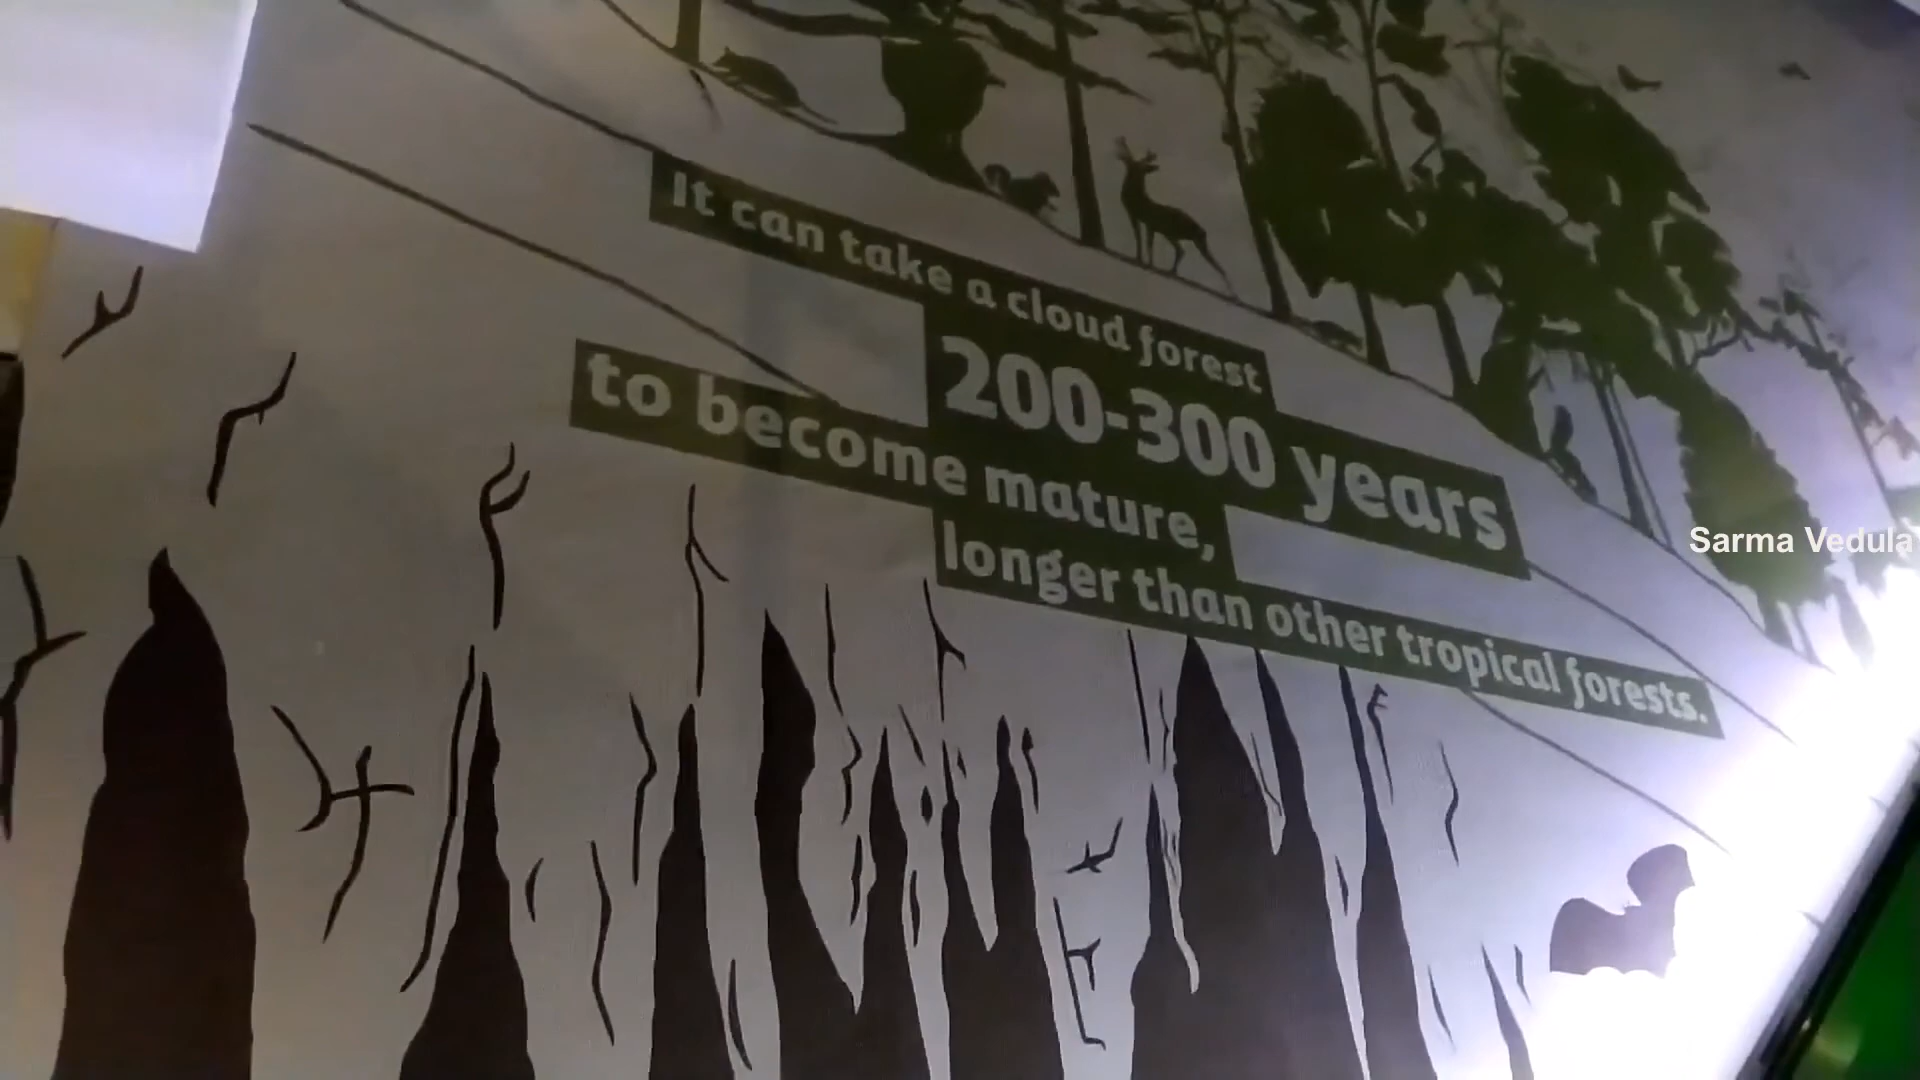 It can take a cloud forest
200-300 years
to become mature,
longer than other tropical forests.
Sarma Vedula